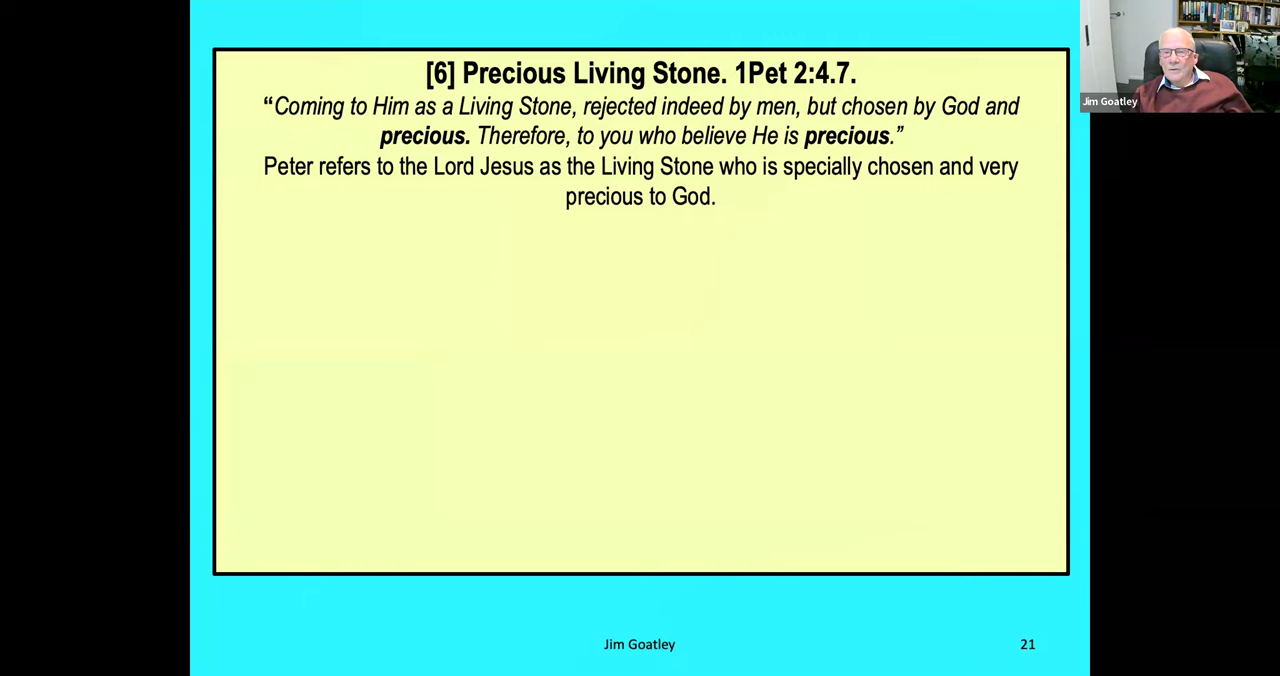 [6] Precious Living Stone. 1Pet 2:4.7.
“Coming to Him as a Living Stone, rejected indeed by men, but chosen by God and
precious. Therefore, to you who believe He is precious.”
Peter refers to the Lord Jesus as the Living Stone who is specially chosen and very
precious to God.
Jim Goatley
Jim Goatley
21